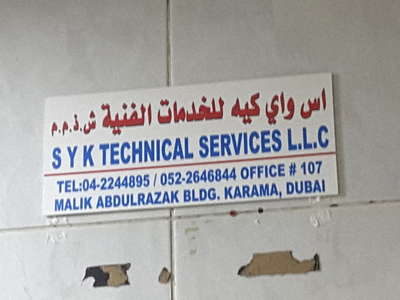 اس واي كيه للخدمات الفنية ش.ذ.م.م
S Y K TECHNICAL SERVICES L.L.C
TEL:04-2244895 / 052-2646844 OFFICE # 107
MALIK ABDULRAZAK BLDG. KARAMA, DUBAI